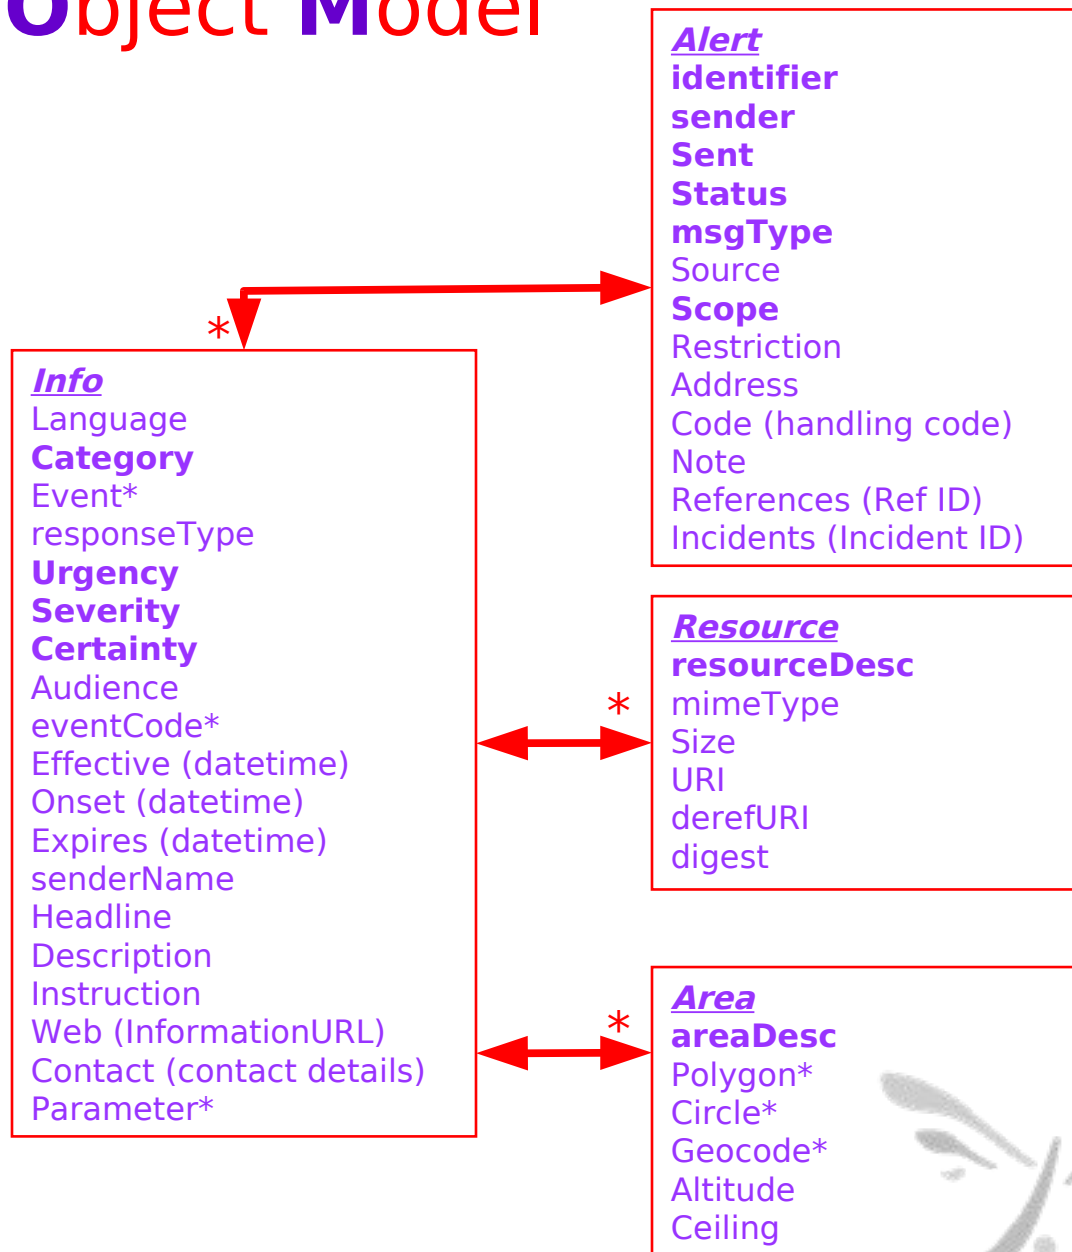 Object Model
Alert
identifier
sender
Sent
Status
msgType
Source
Scope
Restriction
Address
Code (handling code)
Note
References (Ref ID)
Incidents (Incident ID)
*
Info
Language
Category
Event*
responseType
Urgency
Severity
Certainty
Audience
eventCode*
Effective (datetime)
Onset (datetime)
Expires (datetime)
senderName
Headline
Description
Instruction
Web (InformationURL)
Contact (contact details)
Parameter*
*
Resource
resourceDesc
mimeType
Size
URI
derefURI
digest
*
Area
areaDesc
Polygon*
Circle*
Geocode*
Altitude
Ceiling